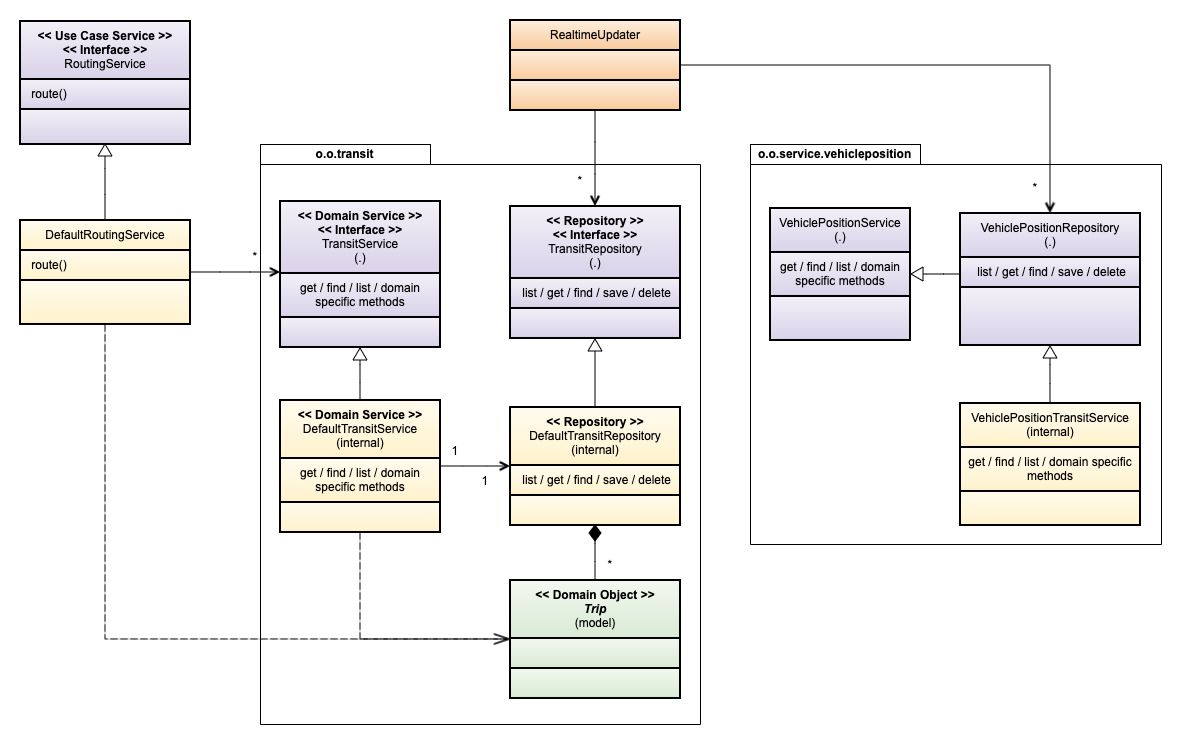 << Use Case Service >>
<< Interface >>
RoutingService
route()
RealtimeUpdater
DefaultRoutingService
route()
*
o.o.transit
<< Domain Service >>
<< Interface >>
TransitService
(.)
get / find / list / domain
specific methods
*
<< Repository >>
<< Interface >>
TransitRepository
(.)
list / get / find / save / delete
<< Domain Service >>
DefaultTransitService
(internal)
get / find / list / domain
specific methods
1
1
<< Repository >>
DefaultTransitRepository
(internal)
list / get / find / save / delete
*
<< Domain Object >>
Trip
(model)
o.o.service.vehicleposition
*
VehiclePositionService
(.)
get / find / list / domain
specific methods
VehiclePositionRepository
(.)
list / get / find / save / delete
VehiclePositionTransitService
(internal)
get / find / list / domain specific
methods